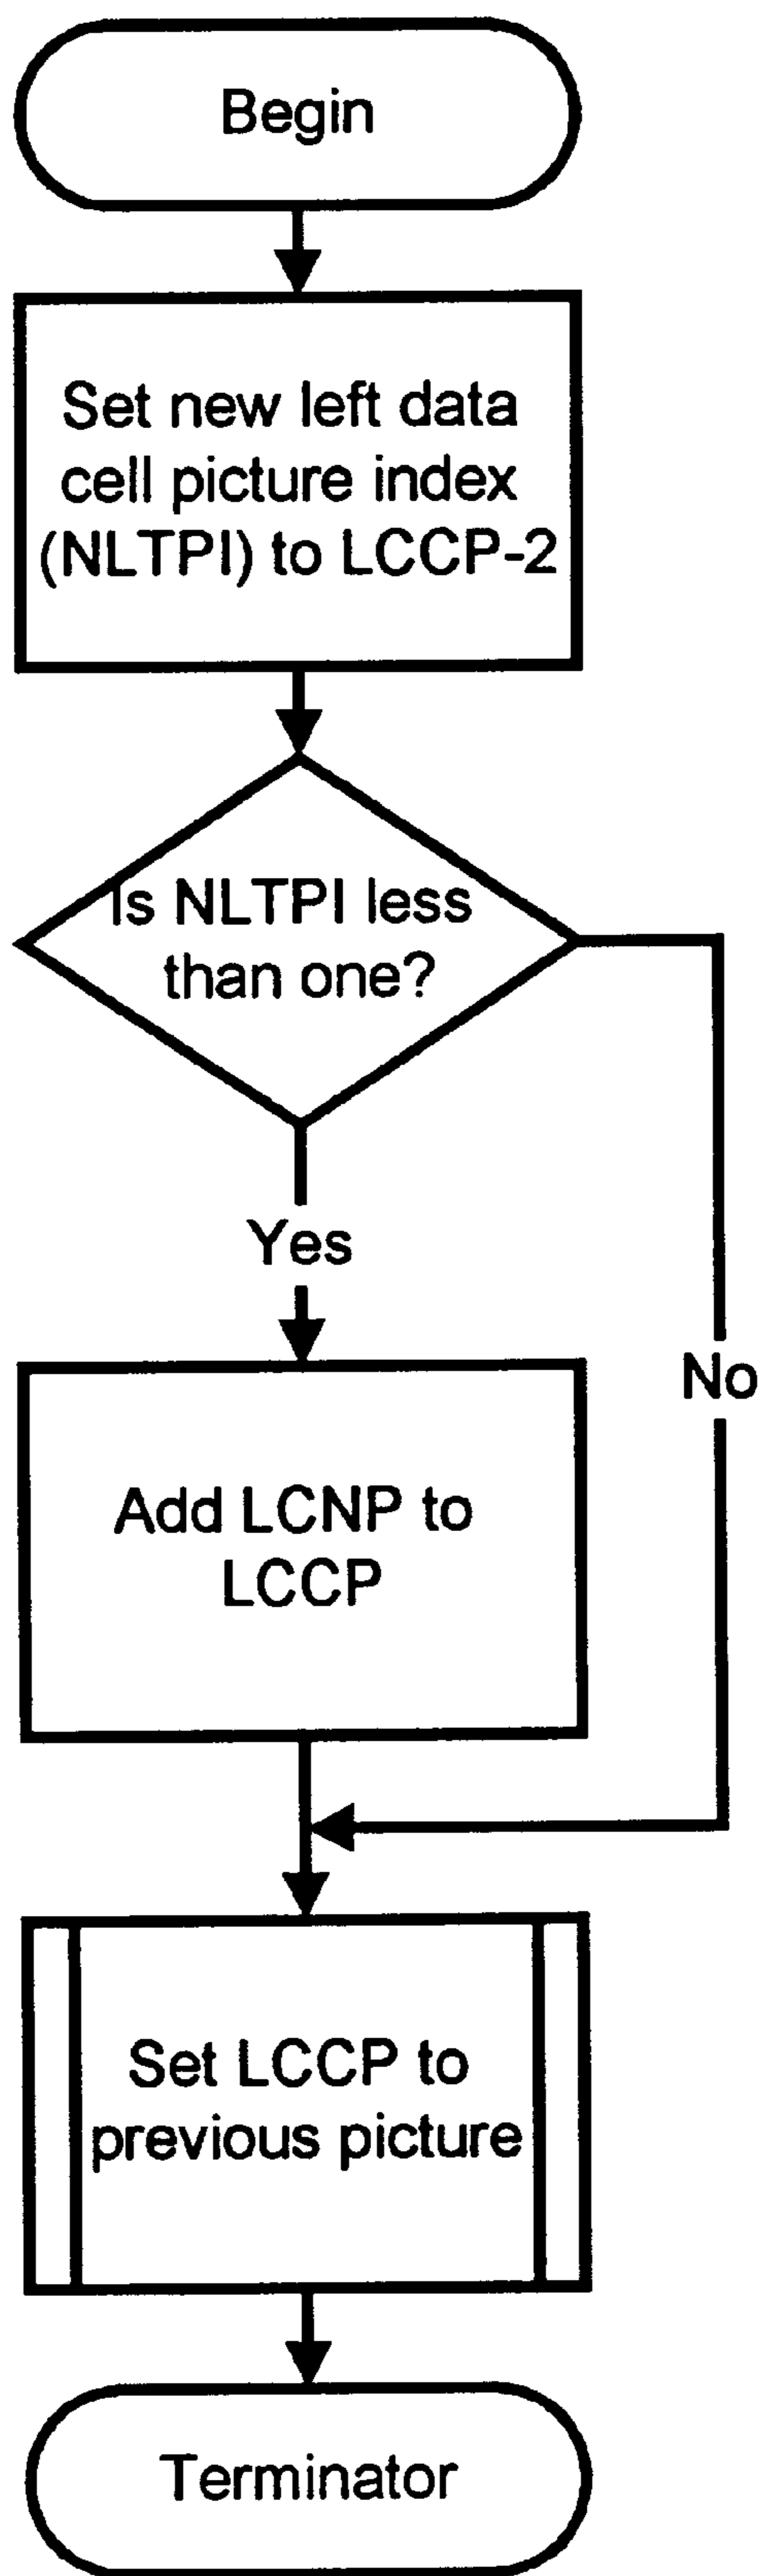 Begin
Set new left data
cell picture index
(NLTPI) to LCCP-2
Is NLTPI less
than one?
Yes
No
Add LCNP to
LCCP
Set LCCP to
previous picture
Terminator